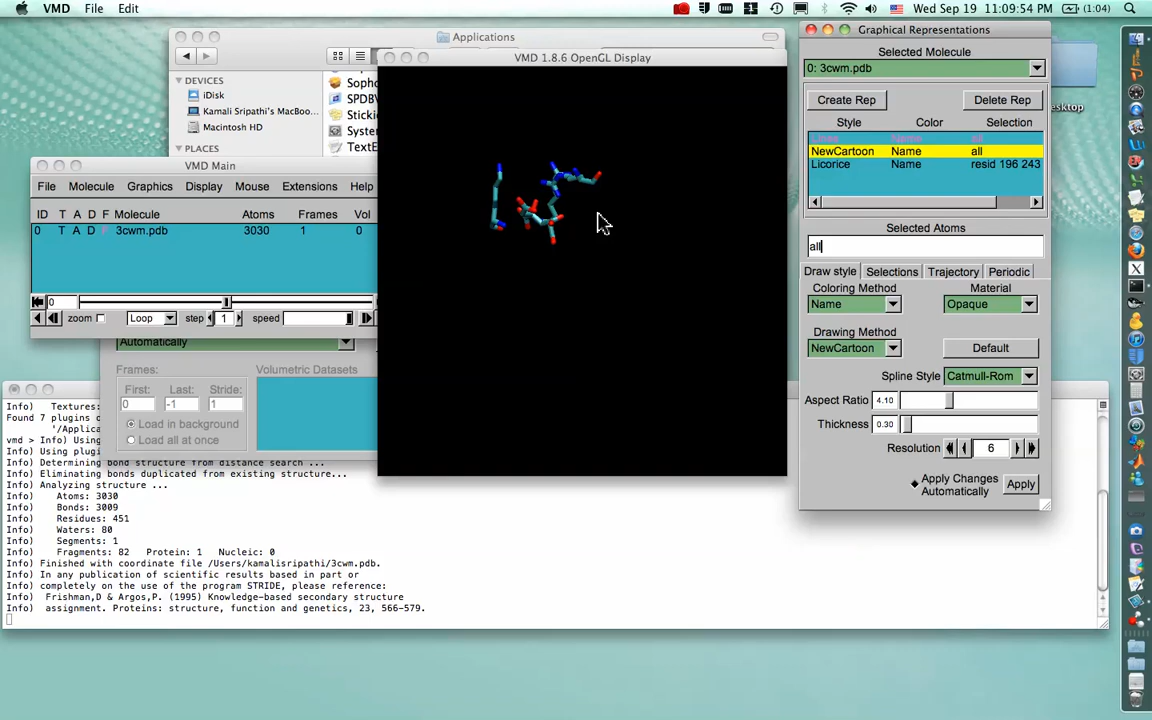 VMD File Edit
Wed Sep 19 11:09:54 PM (1:04)
Applications
DEVICES
iDisk
Kamali Sripathi's MacBoo...
Macintosh HD
PLACES
Sopho
SPDBV
Sticki
System
TextE
VMD Main
File Molecule Graphics Display Mouse Extensions Help
ID T A D F Molecule Atoms Frames Vol
0 T A D F 3cwm.pdb 3030 1 0
0
zoom Loop step 1 speed
Automatically
Frames: Volumetric Datasets
First: Last: Stride:
0 -1 1
Load in background
Load all at once
VMD 1.8.6 OpenGL Display
Graphical Representations
Selected Molecule
0: 3cwm.pdb
Create Rep Delete Rep
Style Color Selection
Lines Name all
NewCartoon Name all
Licorice Name resid 196 243
Selected Atoms
all
Draw style Selections Trajectory Periodic
Coloring Method Material
Name Opaque
Drawing Method
NewCartoon Default
Spline Style Catmull-Rom
Aspect Ratio 4.10
Thickness 0.30
Resolution 6
Apply Changes
Automatically
Apply
Info) Textures:
Found 7 plugins
'/Applica
vmd > Info) Using
Info) Using plugi
Info) Determining bond structure from distance search ...
Info) Eliminating bonds duplicated from existing structure...
Info) Analyzing structure ...
Info) Atoms: 3030
Info) Bonds: 3009
Info) Residues: 451
Info) Waters: 80
Info) Segments: 1
Info) Fragments: 82 Protein: 1 Nucleic: 0
Info) Finished with coordinate file /Users/kamalisripathi/3cwm.pdb.
Info) In any publication of scientific results based in part or
Info) completely on the use of the program STRIDE, please reference:
Info) Frishman,D & Argos,P. (1995) Knowledge-based secondary structure
Info) assignment. Proteins: structure, function and genetics, 23, 566-579.
esktop